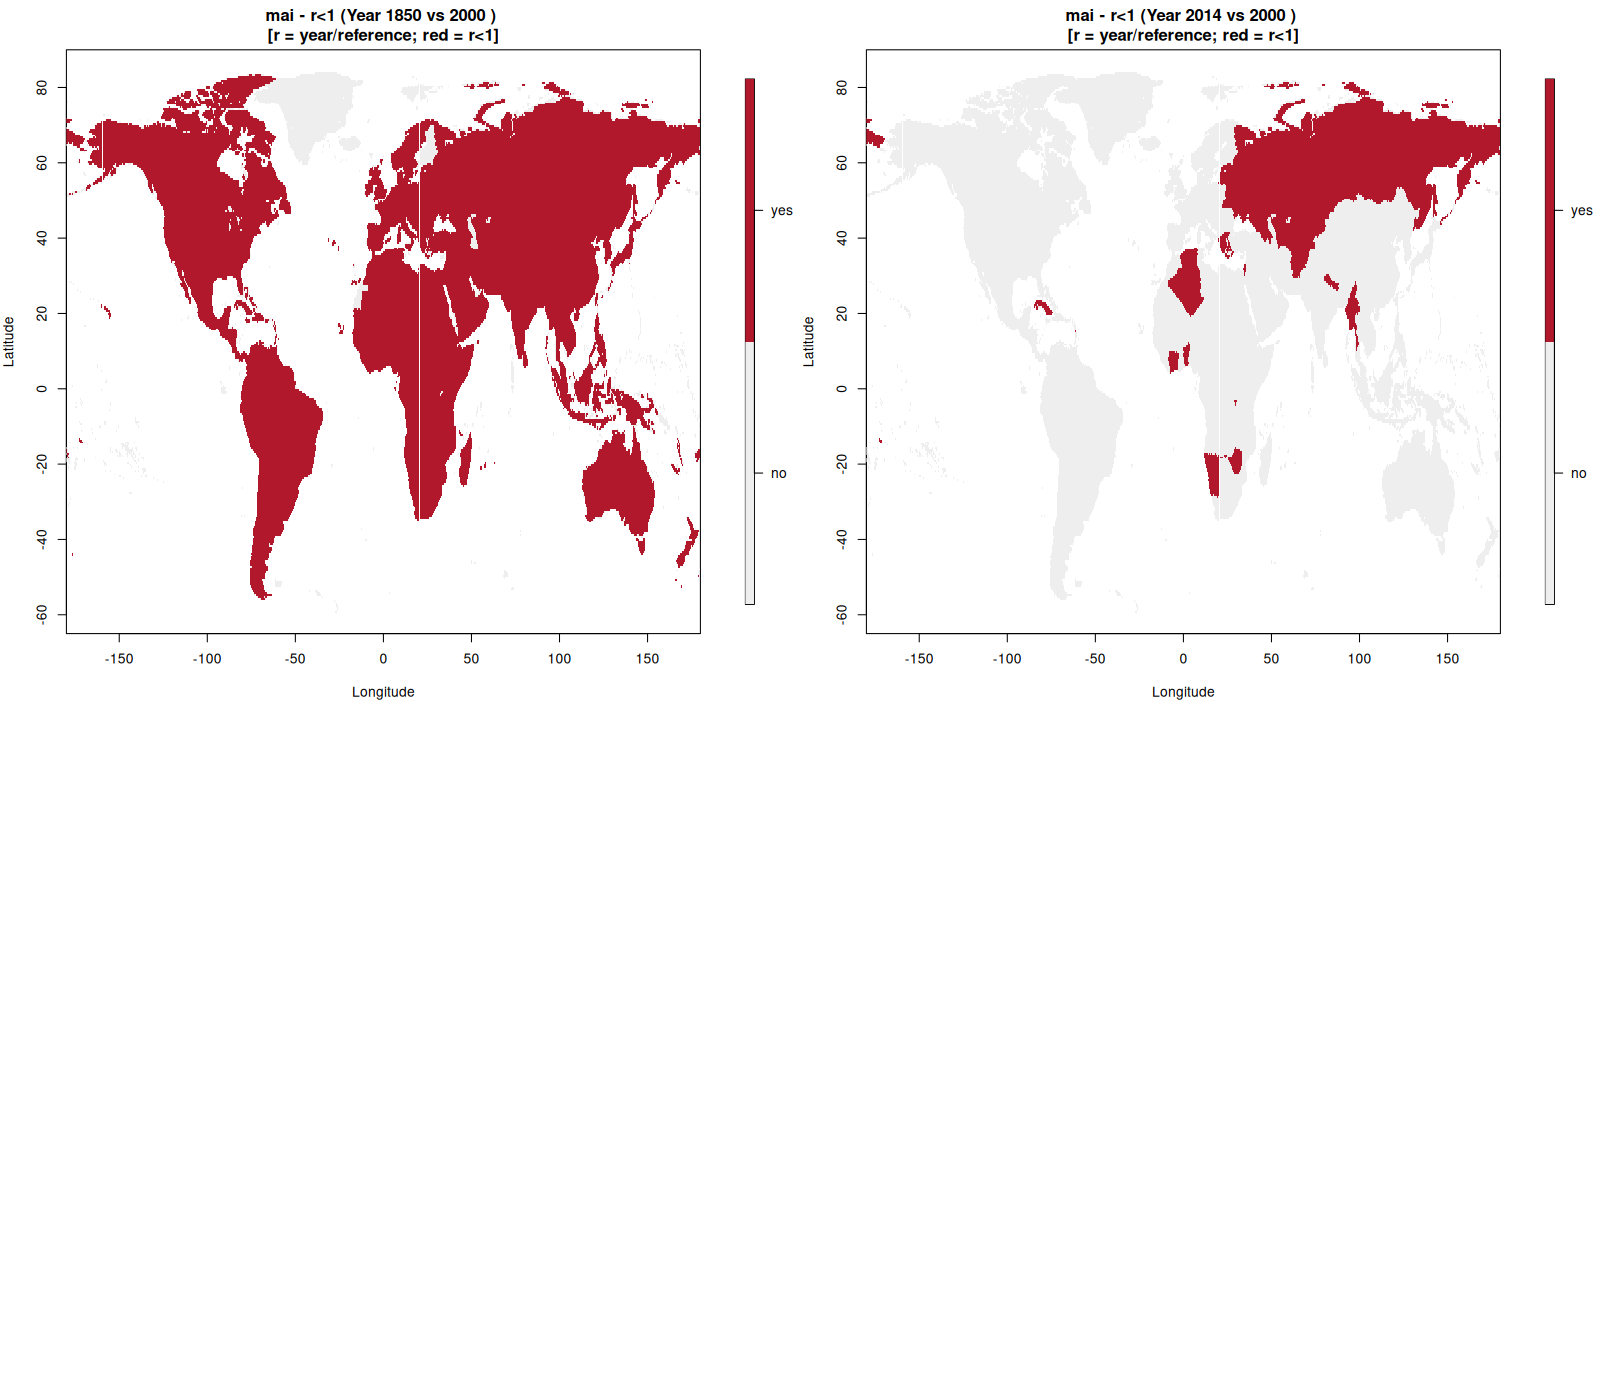 mai - r<1 (Year 1850 vs 2000 )
[r = year/reference; red = r<1]
80
60
40
20
0
-20
-40
-60
Latitude
-150
-100
-50
0
50
100
150
Longitude
yes
no
mai - r<1 (Year 2014 vs 2000 )
[r = year/reference; red = r<1]
80
60
40
20
0
-20
-40
-60
Latitude
-150
-100
-50
0
50
100
150
Longitude
yes
no